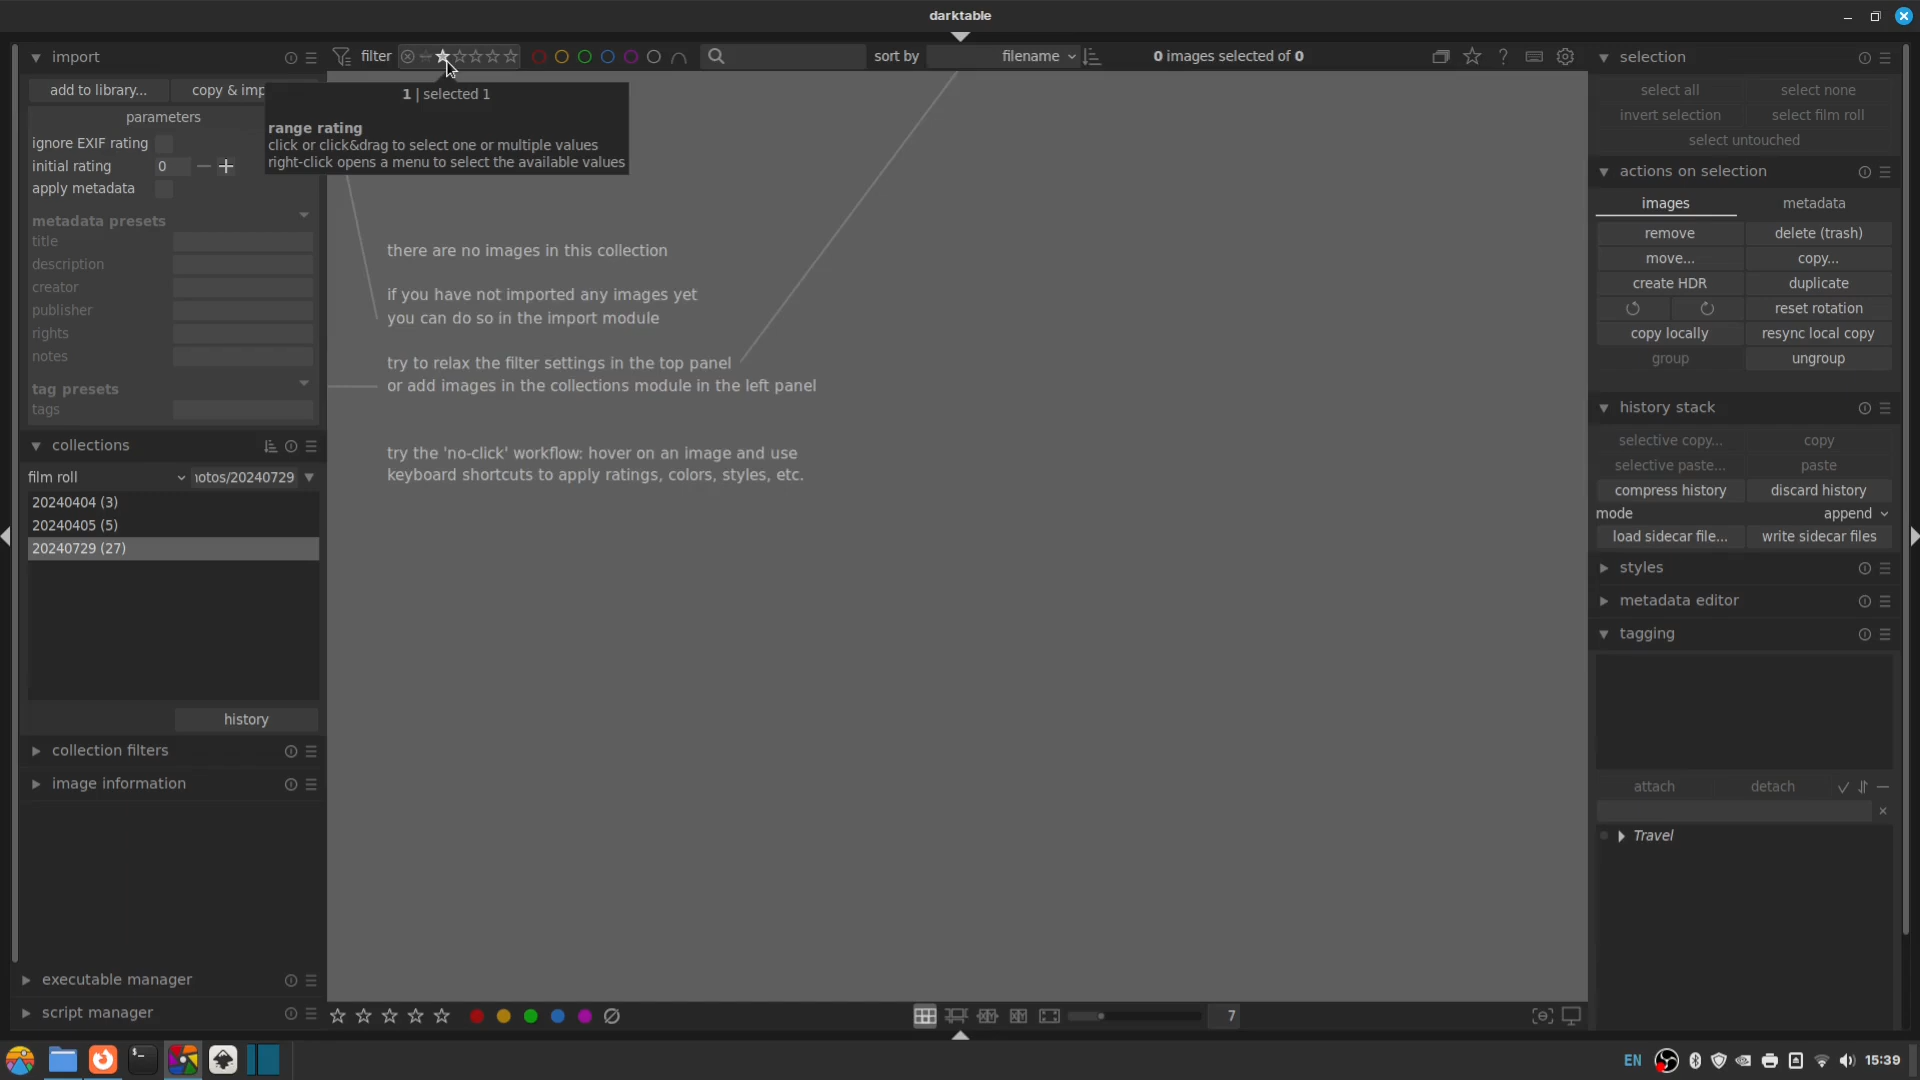 darktable
import
add to library...
copy & imp
parameters
ignore EXIF rating
initial rating 0
apply metadata
metadata presets
title
description
creator
publisher
rights
notes
tag presets
tags
collections
film roll
otos/20240729
20240404 (3)
20240405 (5)
20240729 (27)
history
collection filters
image information
executable manager
script manager
filter
sort by filename
0 images selected of 0
1 | selected 1
range rating
click or click&drag to select one or multiple values
right-click opens a menu to select the available values
there are no images in this collection
if you have not imported any images yet
you can do so in the import module
try to relax the filter settings in the top panel
or add images in the collections module in the left panel
try the 'no-click' workflow: hover on an image and use
keyboard shortcuts to apply ratings, colors, styles, etc.
7
selection
select all select none
invert selection select film roll
select untouched
actions on selection
images metadata
remove delete (trash)
move... copy...
create HDR duplicate
reset rotation
copy locally resync local copy
group ungroup
history stack
selective copy... copy
selective paste... paste
compress history discard history
mode append
load sidecar file... write sidecar files
styles
metadata editor
tagging
attach detach
Travel
EN 15:39